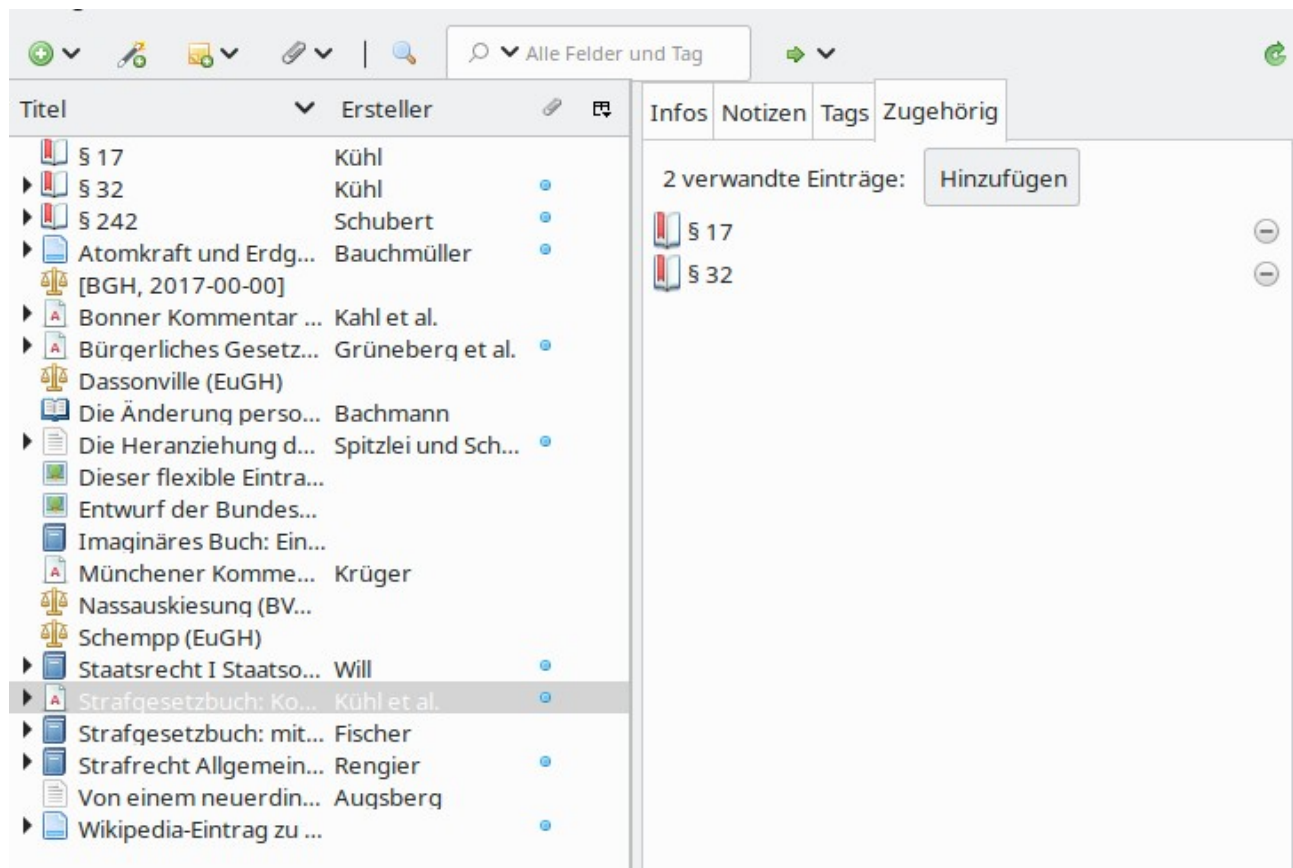 Alle Felder und Tag
Titel Ersteller
§ 17 Kühl
§ 32 Kühl
§ 242 Schubert
Atomkraft und Erdg... Bauchmüller
[BGH, 2017-00-00]
Bonner Kommentar ... Kahl et al.
Bürgerliches Gesetz... Grüneberg et al.
Dassonville (EuGH)
Die Änderung perso... Bachmann
Die Heranziehung d... Spitzlei und Sch...
Dieser flexible Eintra...
Entwurf der Bundes...
Imaginäres Buch: Ein...
Münchener Komme... Krüger
Nassauskiesung (BV...
Schempp (EuGH)
Staatsrecht I Staatso... Will
Strafgesetzbuch: Ko... Kühl et al.
Strafgesetzbuch: mit... Fischer
Strafrecht Allgemein... Rengier
Von einem neuerdin... Augsberg
Wikipedia-Eintrag zu ...
Infos Notizen Tags Zugehörig
2 verwandte Einträge: Hinzufügen
§ 17
§ 32